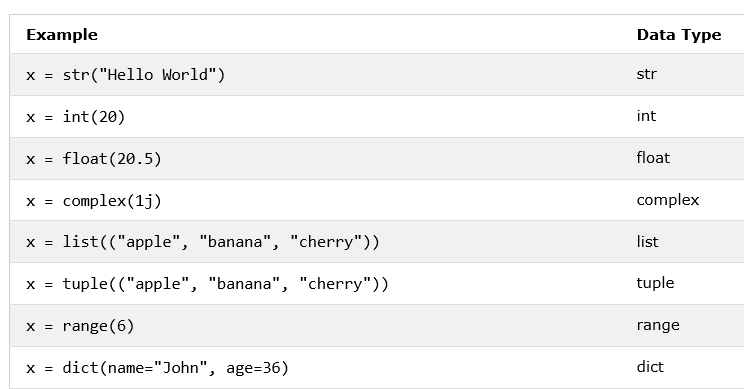 Example Data Type
x = str("Hello World") str
x = int(20) int
x = float(20.5) float
x = complex(1j) complex
x = list(("apple", "banana", "cherry")) list
x = tuple(("apple", "banana", "cherry")) tuple
x = range(6) range
x = dict(name="John", age=36) dict